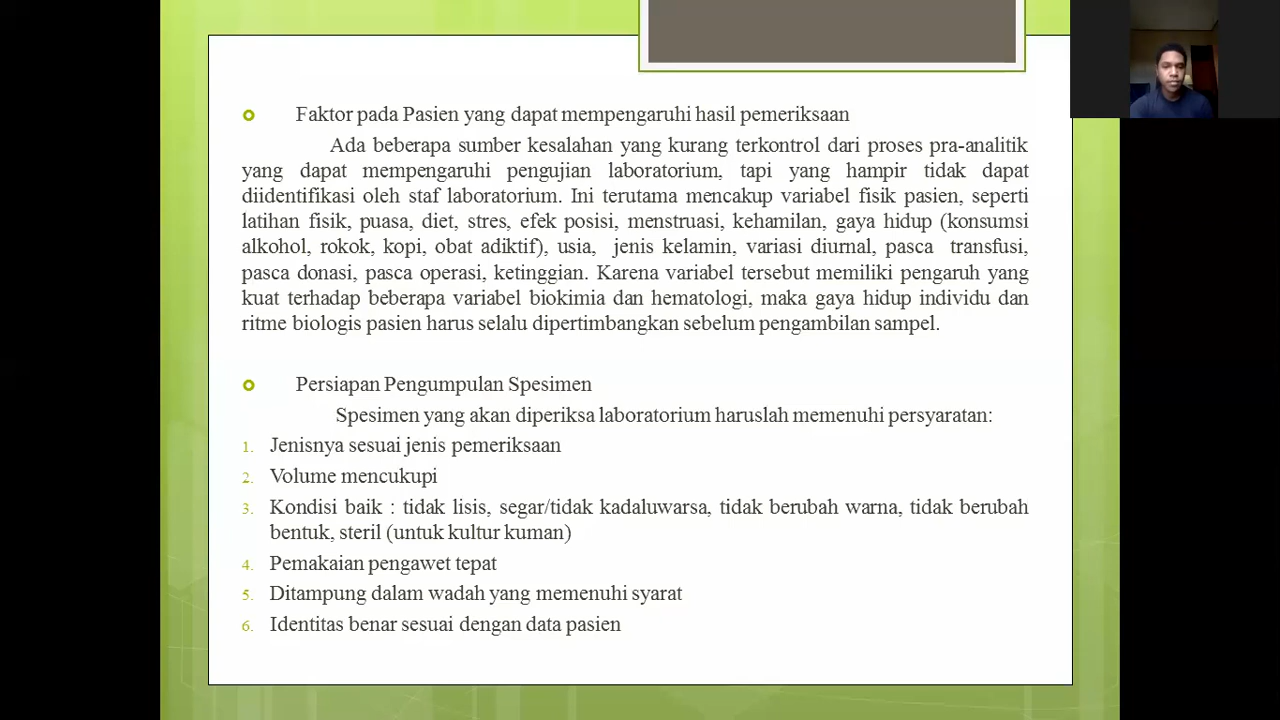 Faktor pada Pasien yang dapat mempengaruhi hasil pemeriksaan
Ada beberapa sumber kesalahan yang kurang terkontrol dari proses pra-analitik
yang dapat mempengaruhi pengujian laboratorium, tapi yang hampir tidak dapat
diidentifikasi oleh staf laboratorium. Ini terutama mencakup variabel fisik pasien, seperti
latihan fisik, puasa, diet, stres, efek posisi, menstruasi, kehamilan, gaya hidup (konsumsi
alkohol, rokok, kopi, obat adiktif), usia, jenis kelamin, variasi diurnal, pasca transfusi,
pasca donasi, pasca operasi, ketinggian. Karena variabel tersebut memiliki pengaruh yang
kuat terhadap beberapa variabel biokimia dan hematologi, maka gaya hidup individu dan
ritme biologis pasien harus selalu dipertimbangkan sebelum pengambilan sampel.
Persiapan Pengumpulan Spesimen
Spesimen yang akan diperiksa laboratorium haruslah memenuhi persyaratan:
1. Jenisnya sesuai jenis pemeriksaan
2. Volume mencukupi
3. Kondisi baik : tidak lisis, segar/tidak kadaluwarsa, tidak berubah warna, tidak berubah
bentuk, steril (untuk kultur kuman)
4. Pemakaian pengawet tepat
5. Ditampung dalam wadah yang memenuhi syarat
6. Identitas benar sesuai dengan data pasien